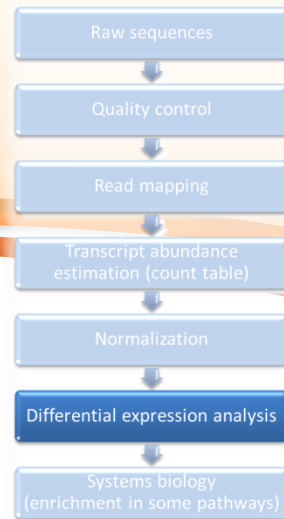 Raw sequences
Quality control
Read mapping
Transcript abundance
estimation (count table)
Normalization
Differential expression analysis
Systems biology
(enrichment in some pathways)